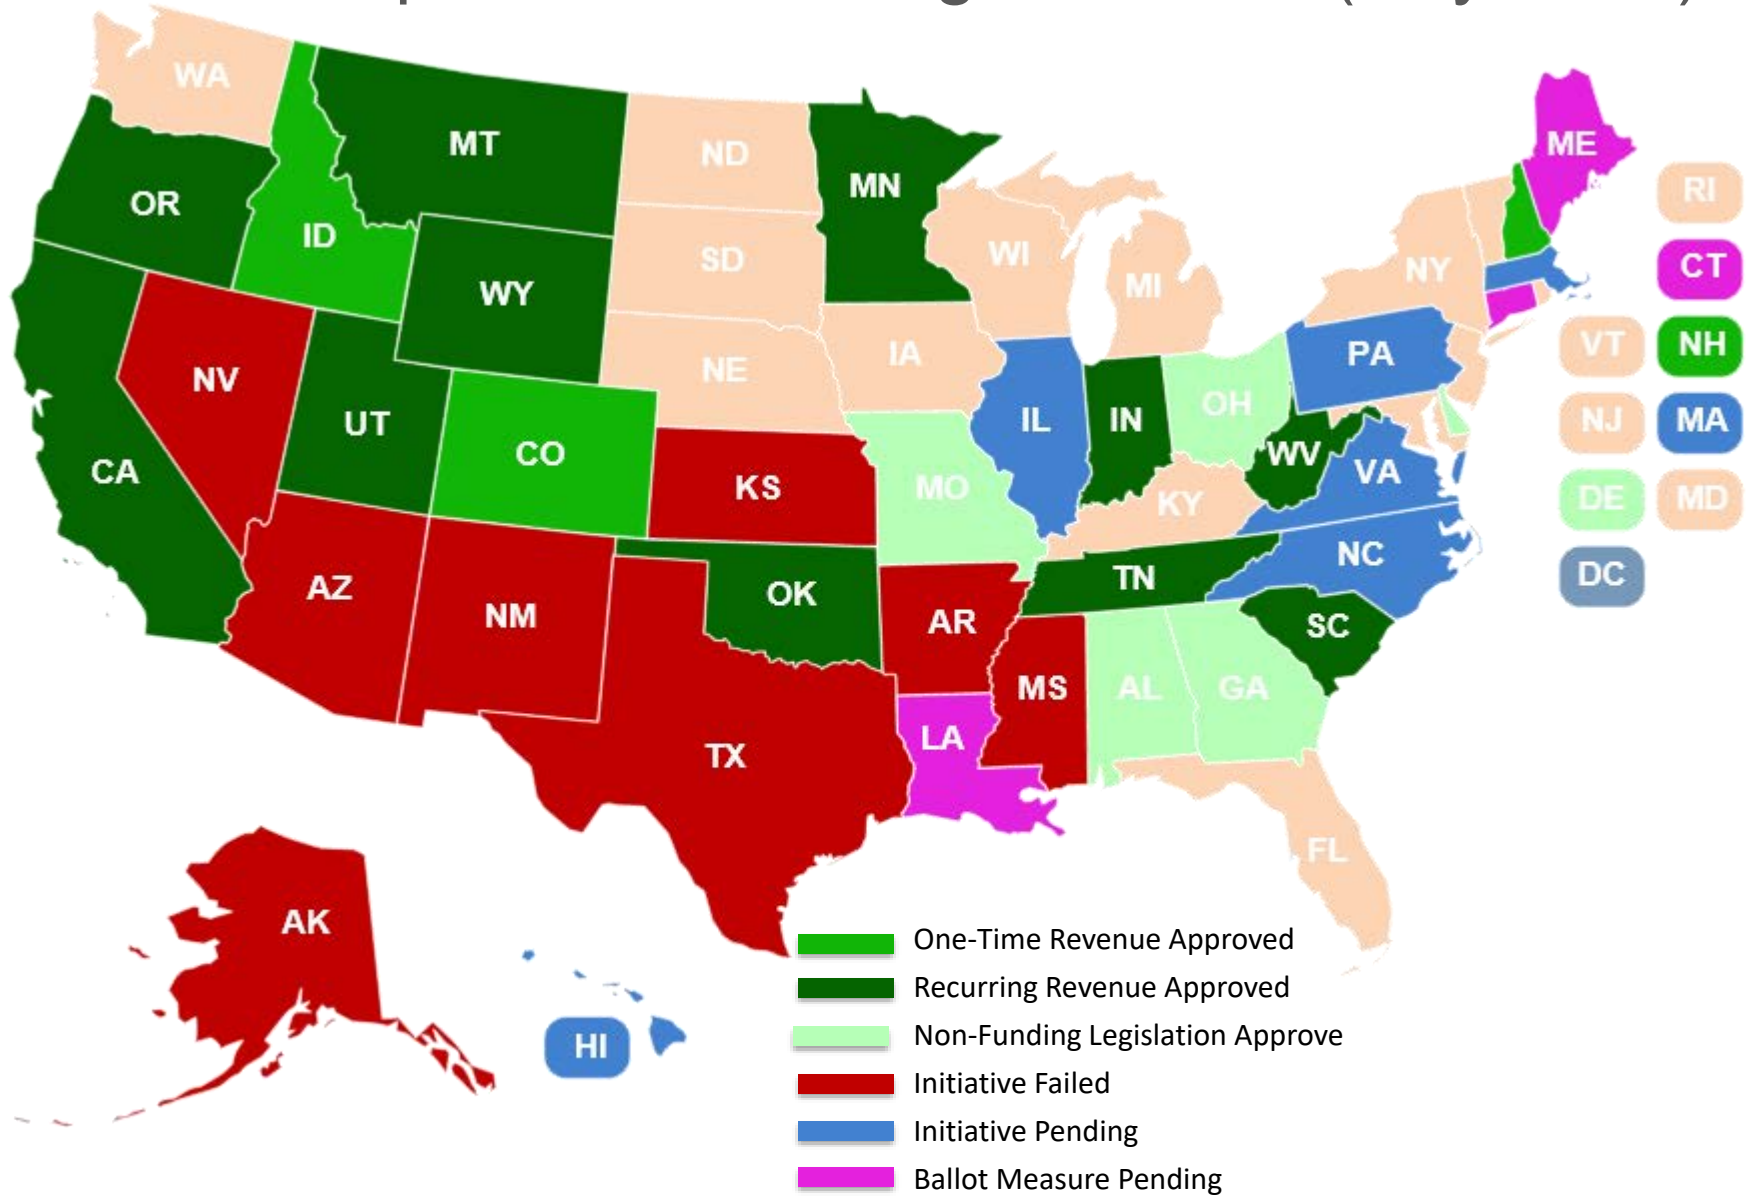 WA
MT
ND
MN
ME
OR
ID
SD
WI
MI
NY
RI
WY
CT
NV
UT
CO
NE
IA
IL
IN
OH
PA
VT
NH
CA
KS
MO
KY
WV
VA
NJ
MA
AZ
NM
OK
AR
TN
NC
DE
MD
SC
DC
TX
LA
MS
AL
GA
FL
AK
HI
One-Time Revenue Approved
Recurring Revenue Approved
Non-Funding Legislation Approve
Initiative Failed
Initiative Pending
Ballot Measure Pending